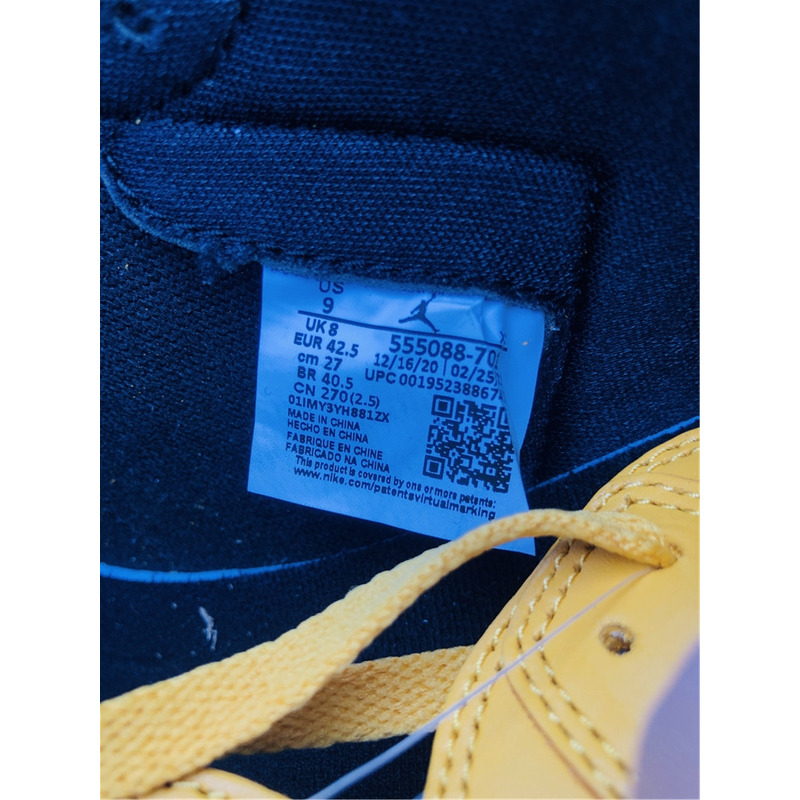 US
9
UK 8
EUR 42.5
cm 27
BR 40.5
CN 270 (2.5)
555088-70
12/16/20 | 02/25/
UPC 00195238867
01IMY3YH881ZX
MADE IN CHINA
HECHO EN CHINA
FABRIQUE EN CHINE
FABRICADO NA CHINA
This product is covered by one or more patents:
www.nike.com/patentsvirtualmarking